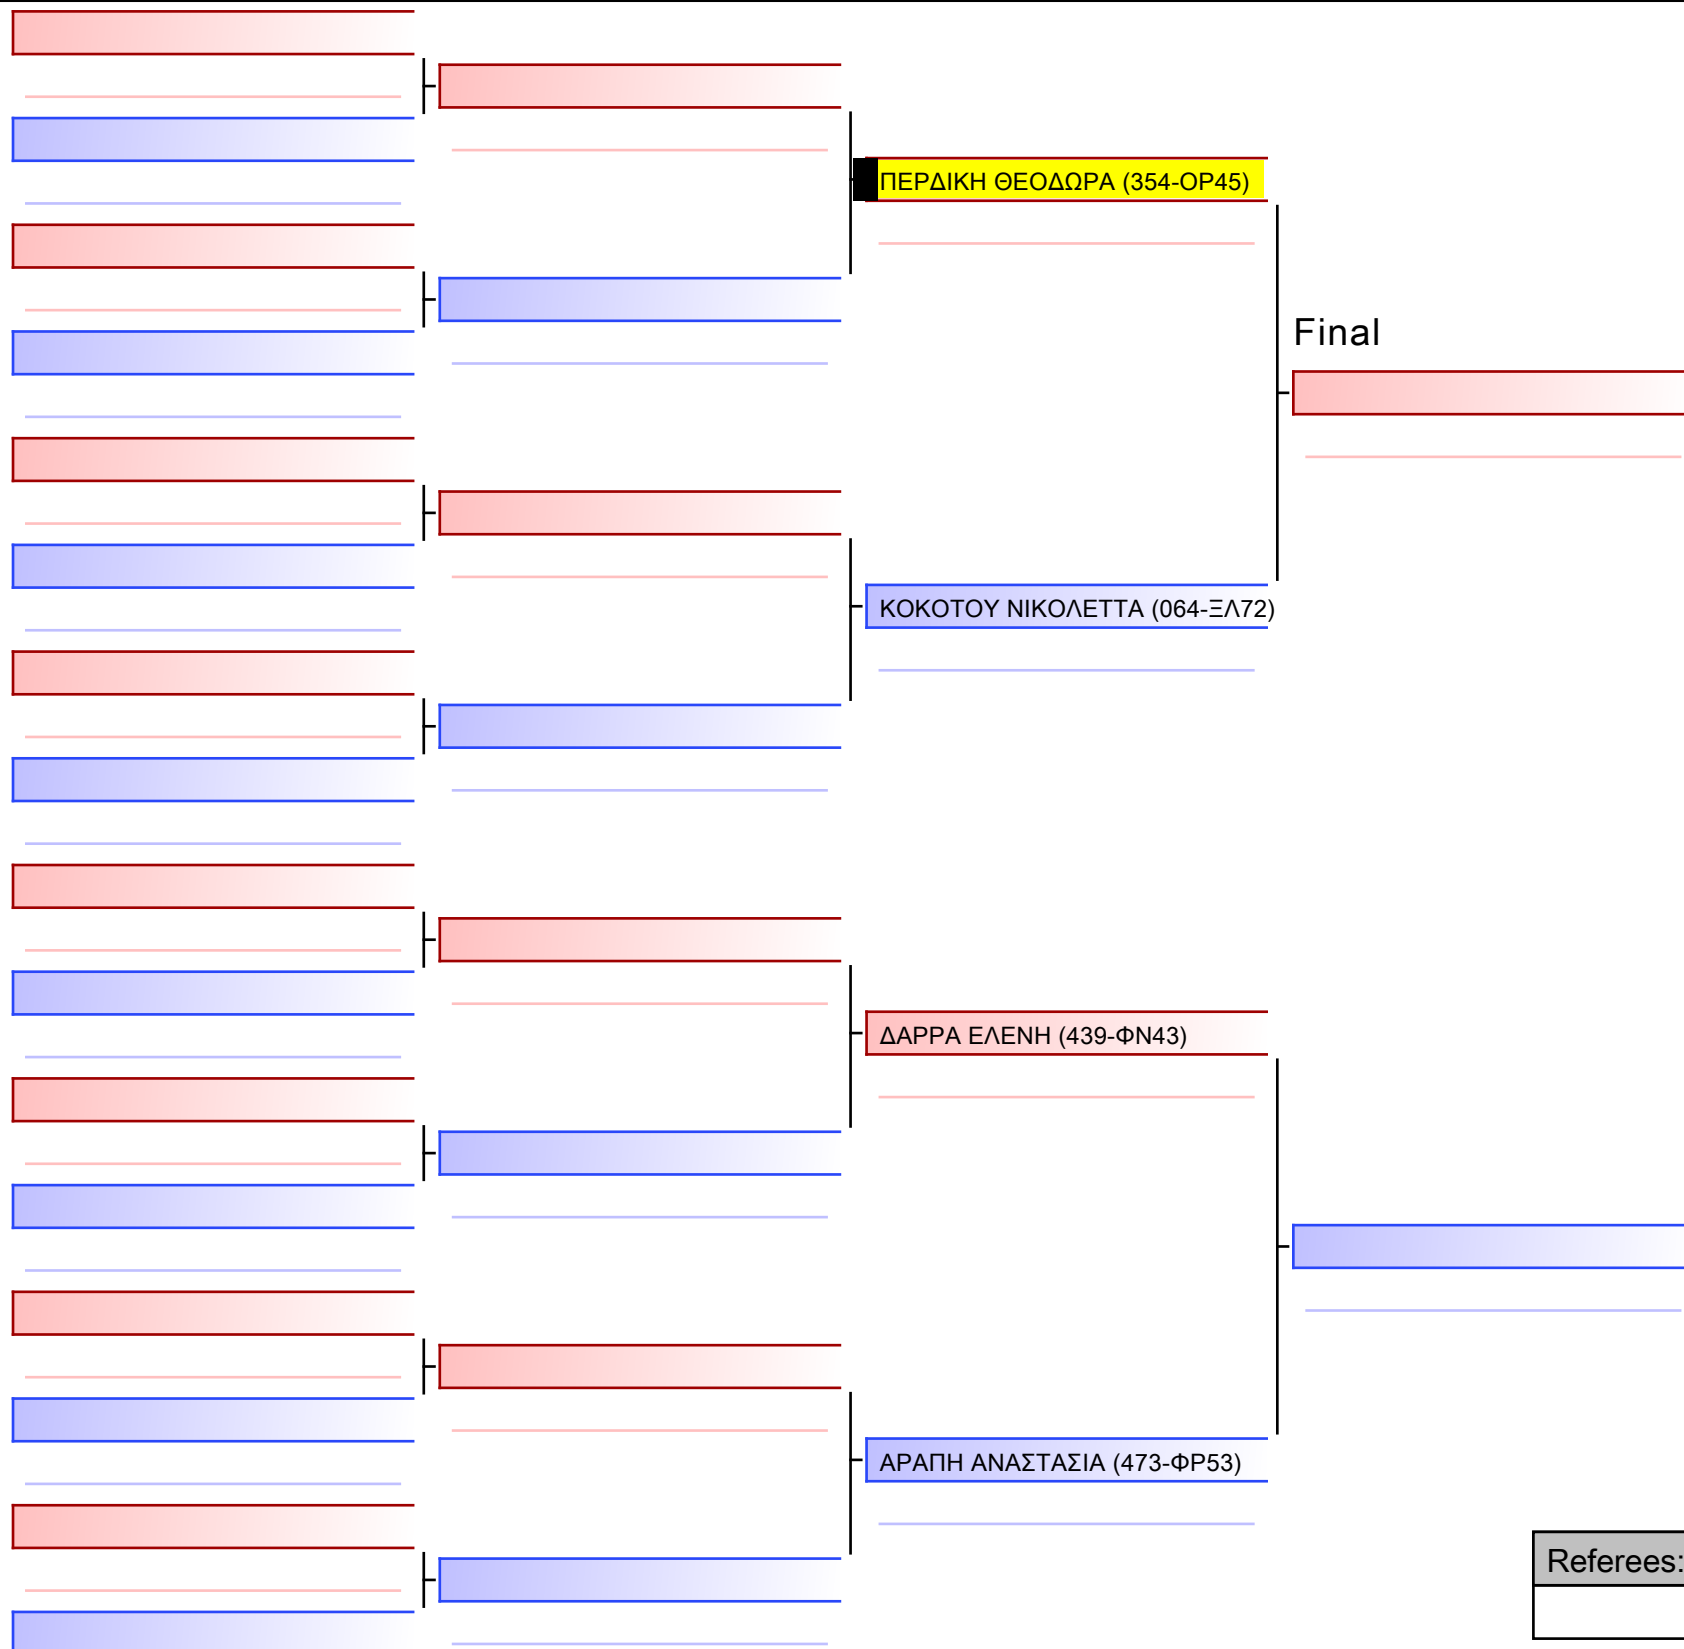 ΠΕΡΔΙΚΗ ΘΕΟΔΩΡΑ (354-ΟΡ45)
Final
ΚΟΚΟΤΟΥ ΝΙΚΟΛΕΤΤΑ (064-ΞΛ72)
ΔΑΡΡΑ ΕΛΕΝΗ (439-ΦΝ43)
ΑΡΑΠΗ ΑΝΑΣΤΑΣΙΑ (473-ΦΡ53)
Referees: